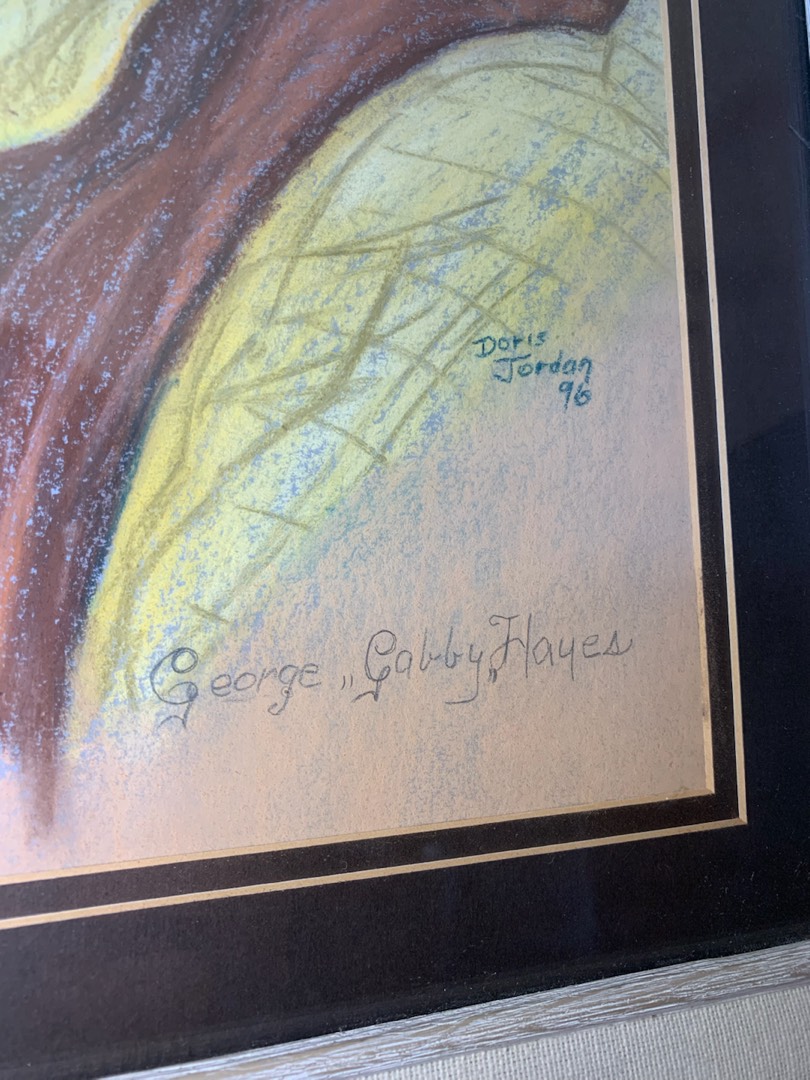 Doris
Jordan
96
George „Gabby„ Hayes